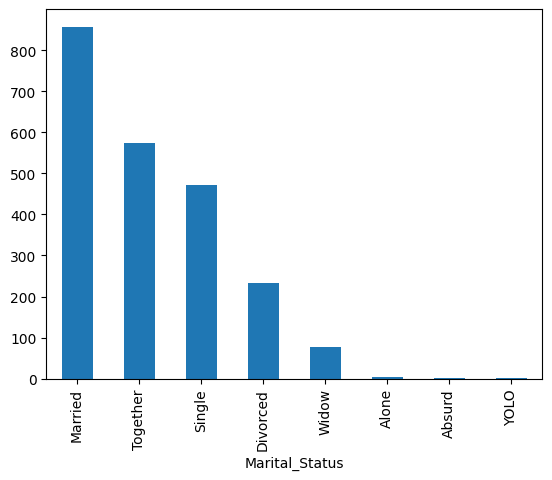 800
700
600
500
400
300
200
100
0
Married
Together
Single
Divorced
Widow
Alone
Absurd
YOLO
Marital_Status